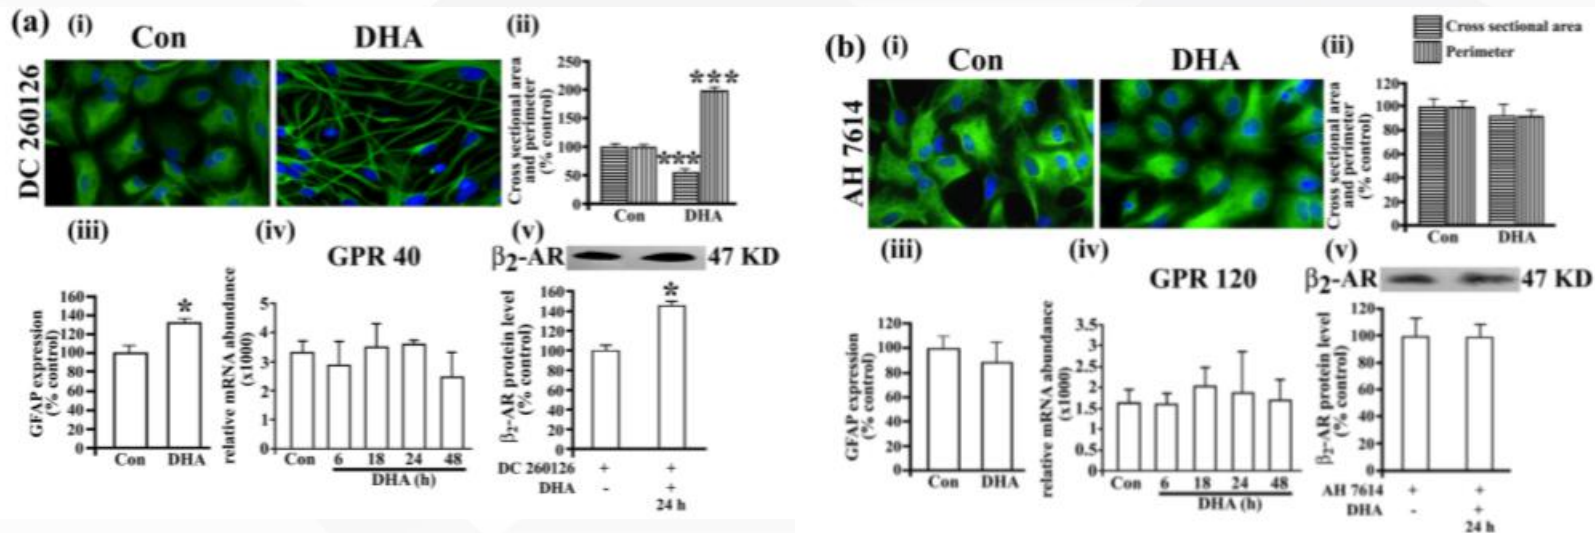 (a) (i) Con DHA (ii)
DC 260126
Cross sectional area
and perimeter
(% control)
250
200
150
100
50
0
***
***
Con DHA
(iii)
GFAP expression
(% control)
160
140
120
100
80
60
40
20
0
*
Con DHA
(iv)
GPR 40
relative mRNA abundance
(x1000)
5
4
3
2
1
0
Con 6 18 24 48
DHA (h)
(v)
β2-AR 47 KD
β2-AR protein level
(% control)
160
140
120
100
80
60
40
20
0
*
DC 260126 + +
DHA - +
24 h
(b) (i) Con DHA (ii)
Cross sectional area
Perimeter
AH 7614
Cross sectional area
and perimeter
(% control)
120
100
80
60
40
20
0
Con DHA
(iii)
GFAP expression
(% control)
120
100
80
60
40
20
0
Con DHA
(iv)
GPR 120
relative mRNA abundance
(x1000)
3.5
3
2.5
2
1.5
1
0.5
0
Con 6 18 24 48
DHA (h)
(v)
β2-AR 47 KD
β2-AR protein level
(% control)
120
100
80
60
40
20
0
AH 7614 + +
DHA - +
24 h